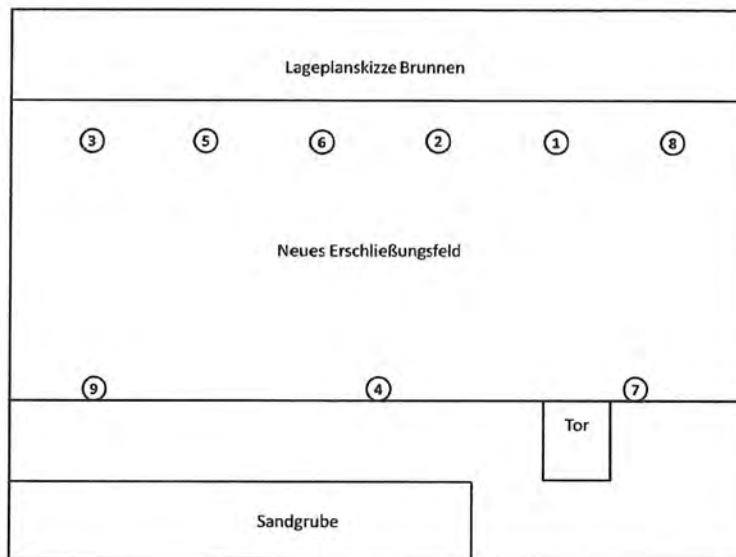 Lageplanskizze Brunnen
3 5 6 2 1 8
Neues Erschließungsfeld
9 4 7
Tor
Sandgrube